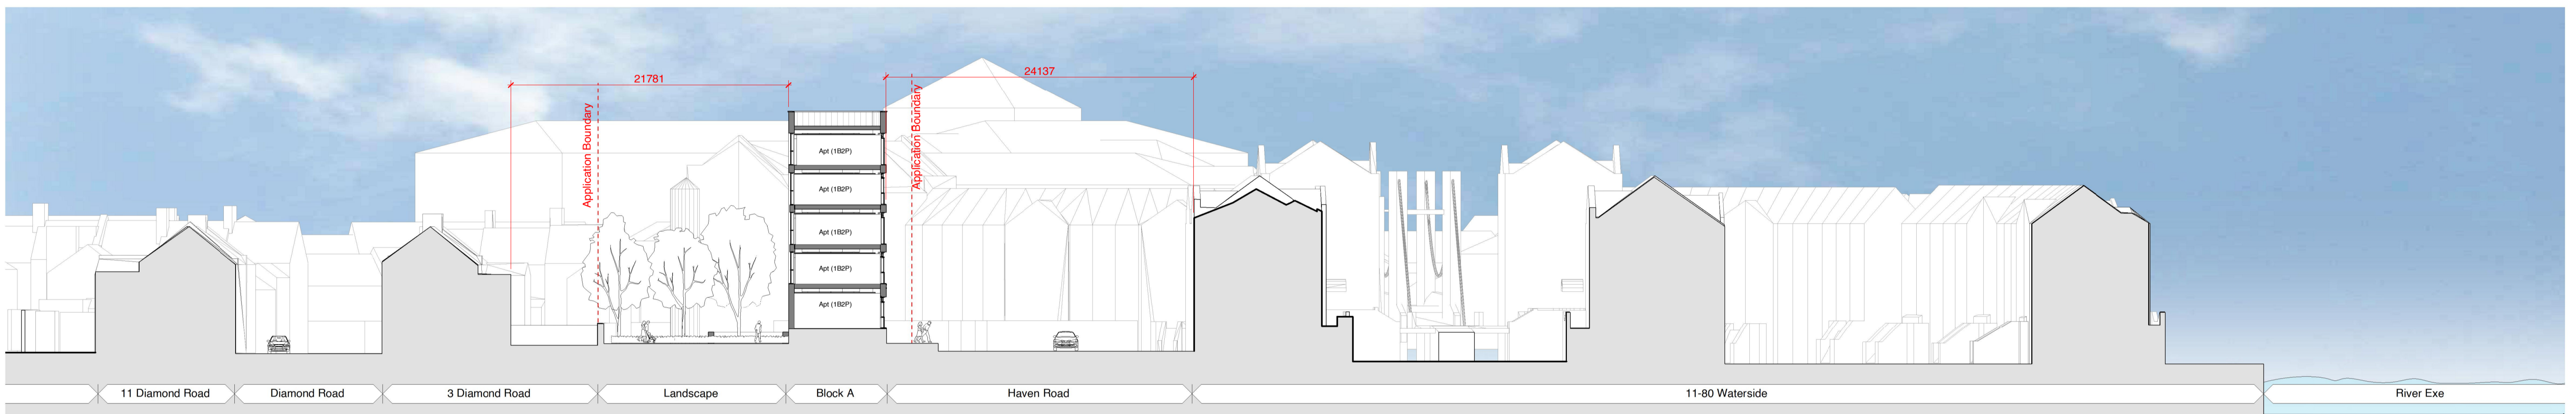 21781
24137
Application Boundary
Application Boundary
Apt (1B2P)
Apt (1B2P)
Apt (1B2P)
Apt (1B2P)
Apt (1B2P)
11 Diamond Road
Diamond Road
3 Diamond Road
Landscape
Block A
Haven Road
11-80 Waterside
River Exe